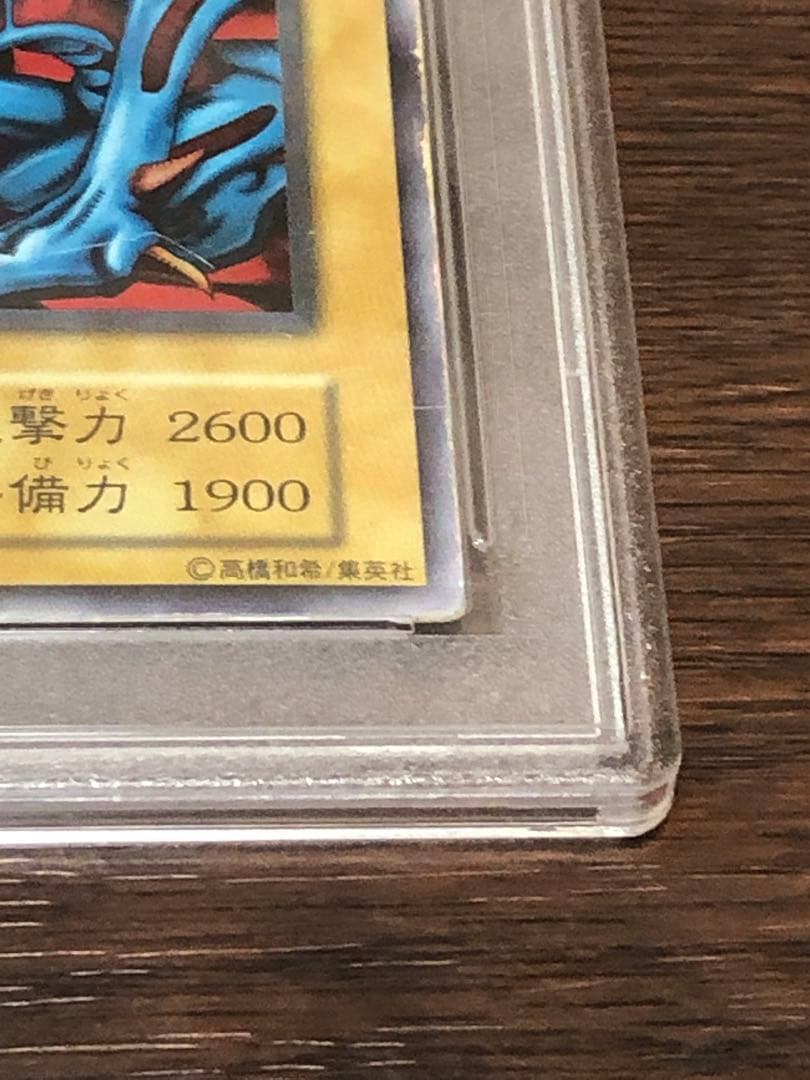 げき りょく
撃力 2600
び りょく
備力 1900
©高橋和希/集英社